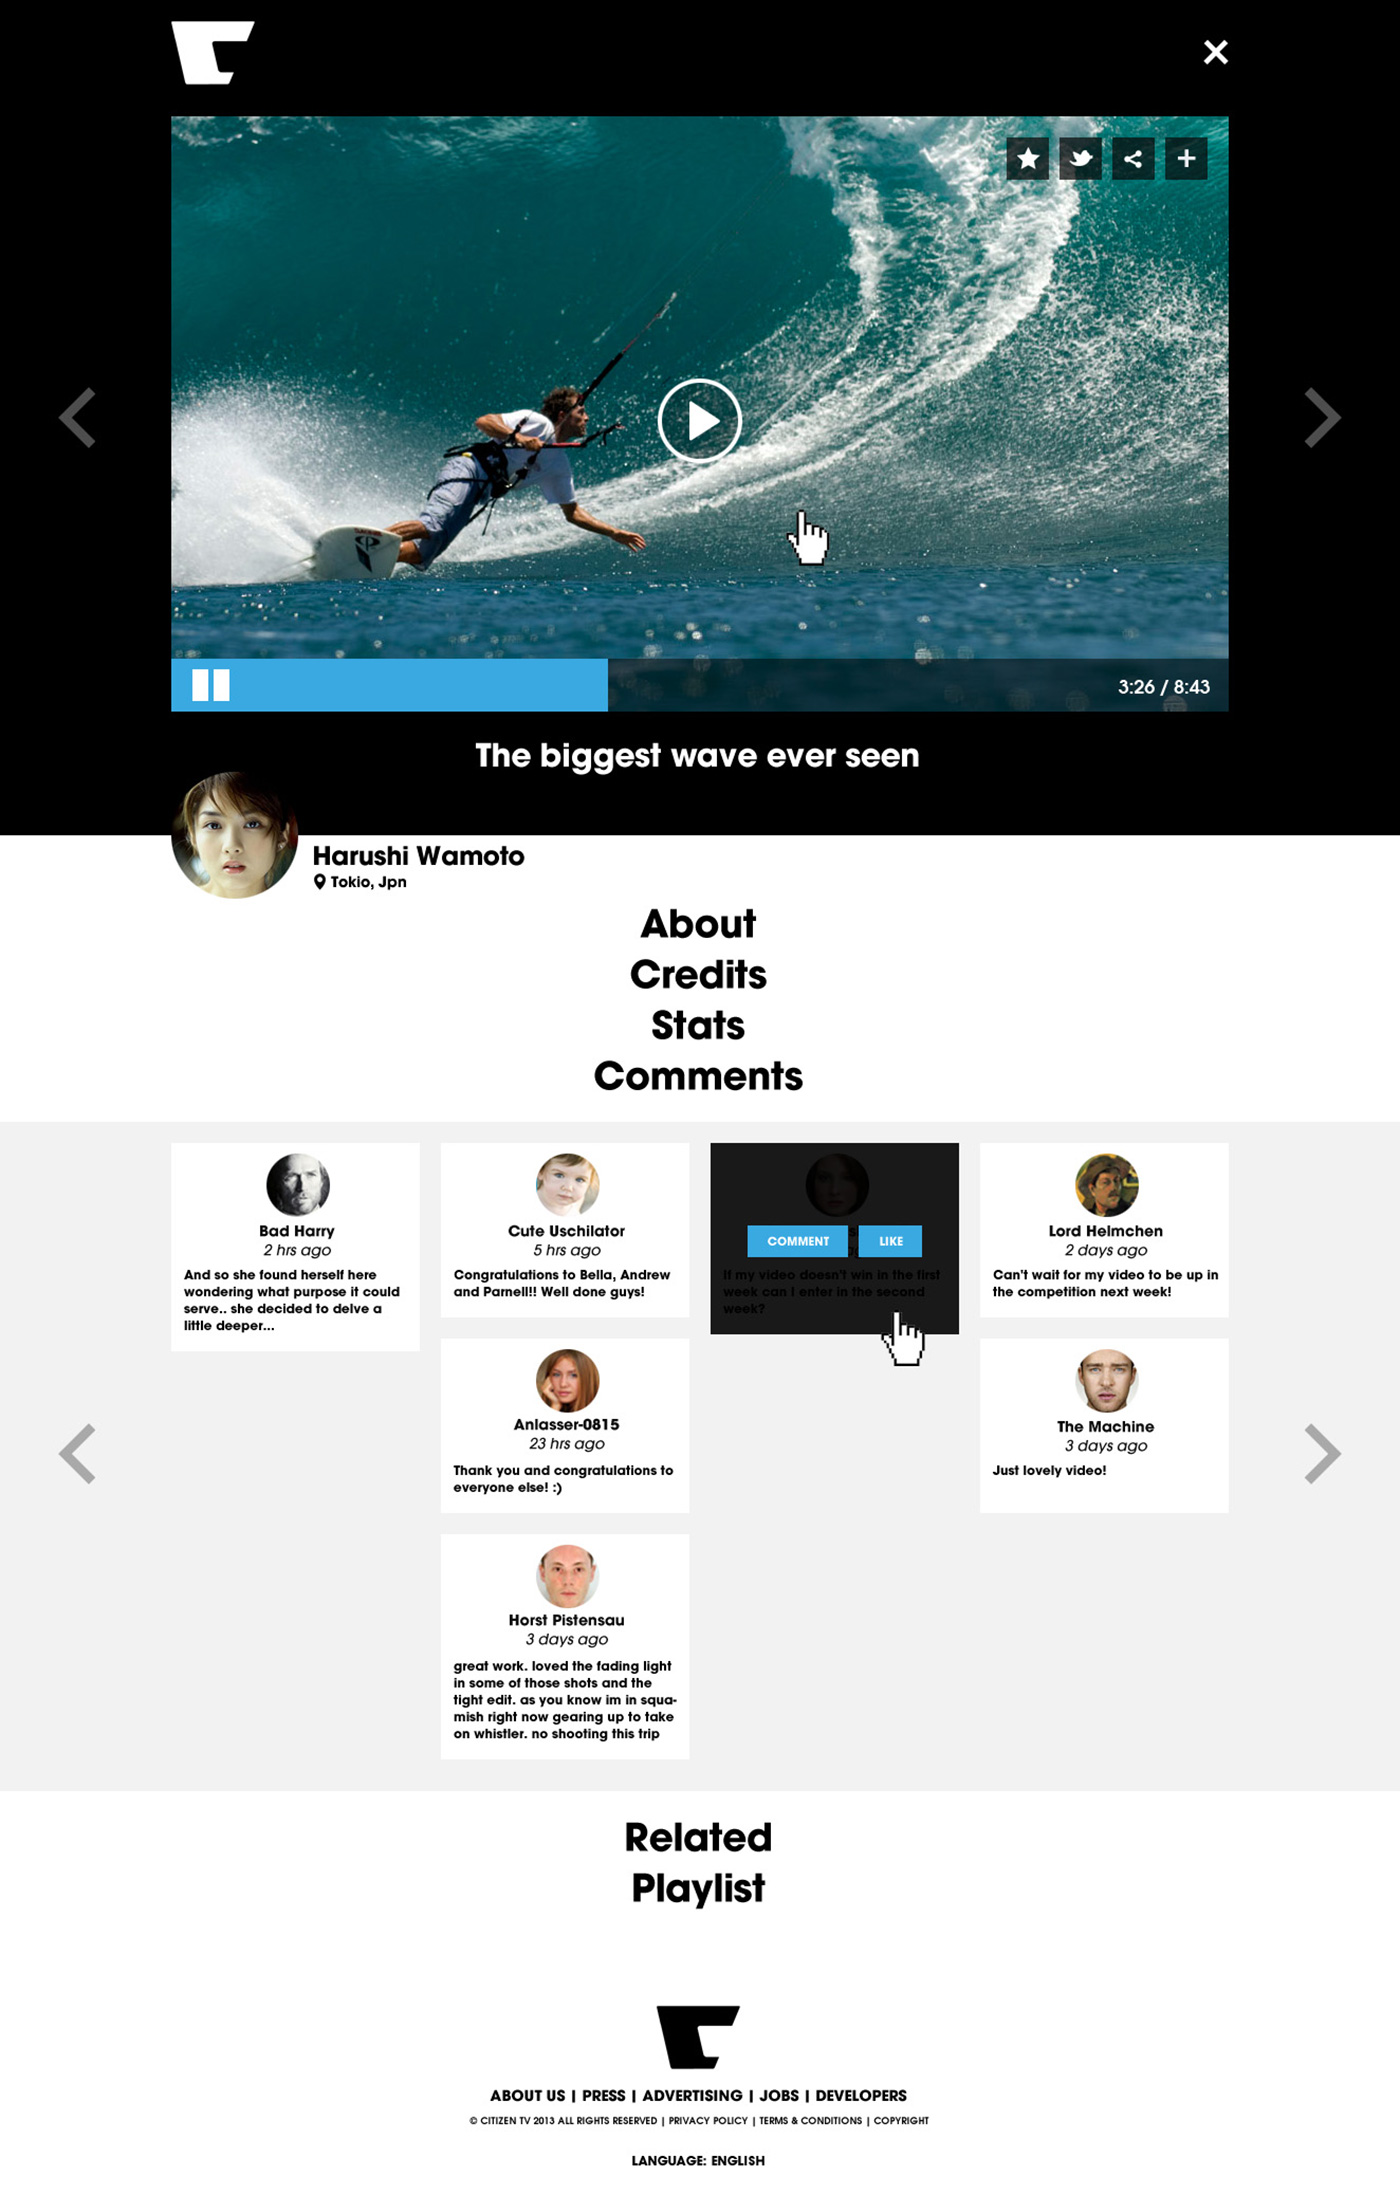 3:26 / 8:43
The biggest wave ever seen
Harushi Wamoto
Tokio, Jpn
About
Credits
Stats
Comments
Bad Harry
2 hrs ago
And so she found herself here
wondering what purpose it could
serve.. she decided to delve a
little deeper...
Cute Uschilator
5 hrs ago
Congratulations to Bella, Andrew
and Parnell!! Well done guys!
Anlasser-0815
23 hrs ago
Thank you and congratulations to
everyone else! :)
Horst Pistensau
3 days ago
great work. loved the fading light
in some of those shots and the
tight edit. as you know im in squa-
mish right now gearing up to take
on whistler. no shooting this trip
COMMENT LIKE
If my video doesn't win in the first
week can I enter in the second
week?
Lord Helmchen
2 days ago
Can't wait for my video to be up in
the competition next week!
The Machine
3 days ago
Just lovely video!
Related
Playlist
ABOUT US | PRESS | ADVERTISING | JOBS | DEVELOPERS
© CITIZEN TV 2013 ALL RIGHTS RESERVED | PRIVACY POLICY | TERMS & CONDITIONS | COPYRIGHT
LANGUAGE: ENGLISH